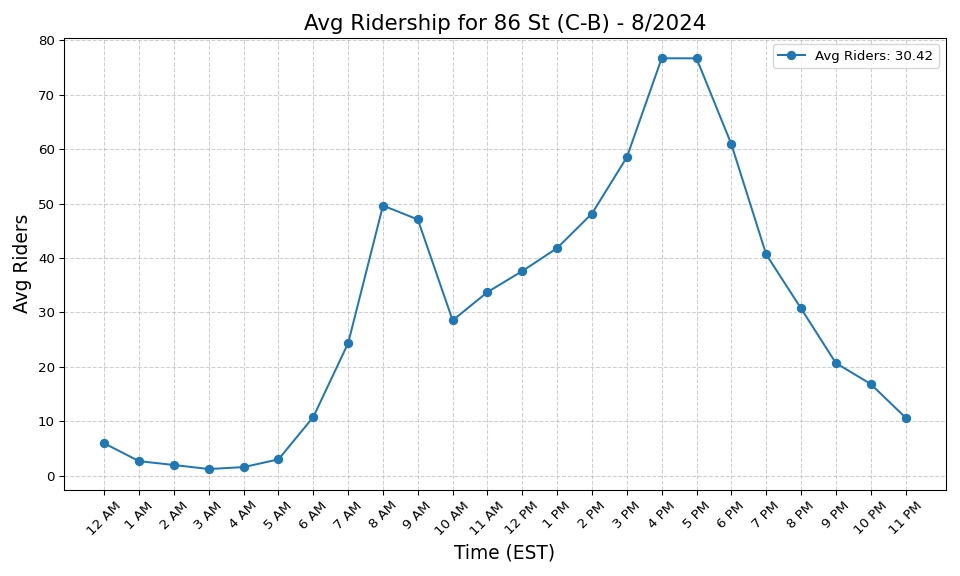 Avg Ridership for 86 St (C-B) - 8/2024
Avg Riders: 30.42
Avg Riders
80
70
60
50
40
30
20
10
0
12 AM
1 AM
2 AM
3 AM
4 AM
5 AM
6 AM
7 AM
8 AM
9 AM
10 AM
11 AM
12 PM
1 PM
2 PM
3 PM
4 PM
5 PM
6 PM
7 PM
8 PM
9 PM
10 PM
11 PM
Time (EST)